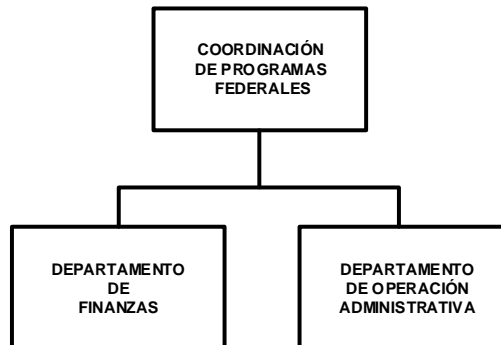 COORDINACIÓN
DE PROGRAMAS
FEDERALES
DEPARTAMENTO
DE
FINANZAS
DEPARTAMENTO
DE OPERACIÓN
ADMINISTRATIVA